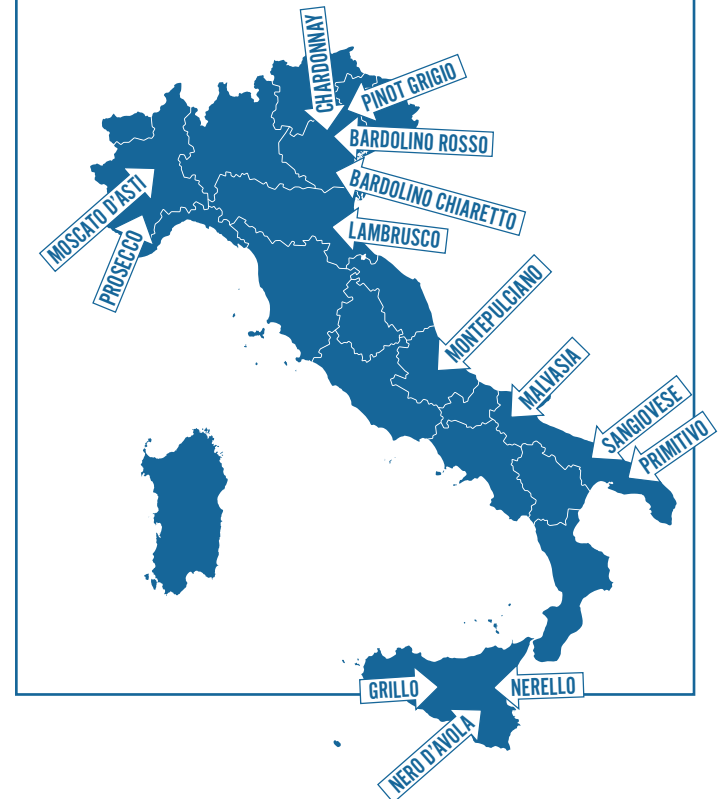 CHARDONNAY
PINOT GRIGIO
BARDOLINO ROSSO
BARDOLINO CHIARETTO
MOSCATO D'ASTI
LAMBRUSCO
PROSECCO
MONTEPULCIANO
MALVASIA
SANGIOVESE
PRIMITIVO
GRILLO
NERELLO
NERO D'AVOLA